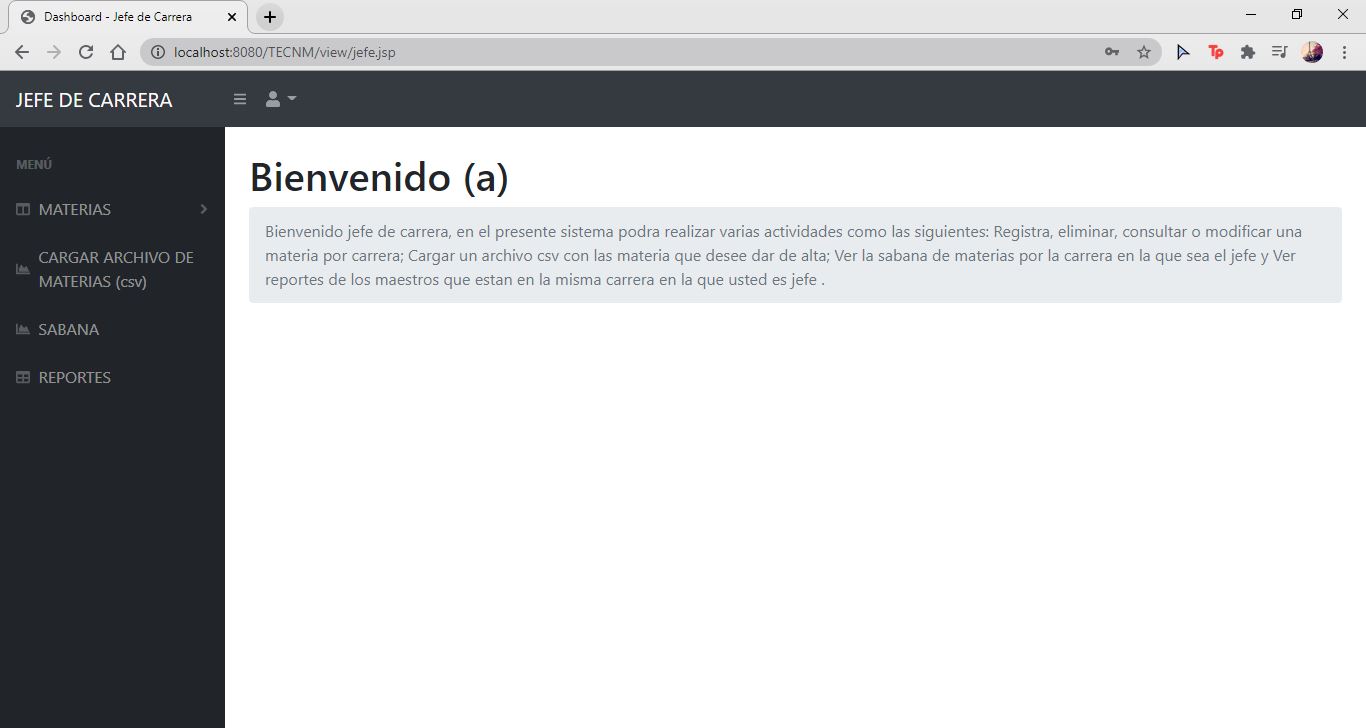 Dashboard - Jefe de Carrera
localhost:8080/TECNM/view/jefe.jsp
Tp
JEFE DE CARRERA
MENÚ
MATERIAS
CARGAR ARCHIVO DE
MATERIAS (csv)
SABANA
REPORTES
Bienvenido (a)
Bienvenido jefe de carrera, en el presente sistema podra realizar varias actividades como las siguientes: Registra, eliminar, consultar o modificar una
materia por carrera; Cargar un archivo csv con las materia que desee dar de alta; Ver la sabana de materias por la carrera en la que sea el jefe y Ver
reportes de los maestros que estan en la misma carrera en la que usted es jefe .